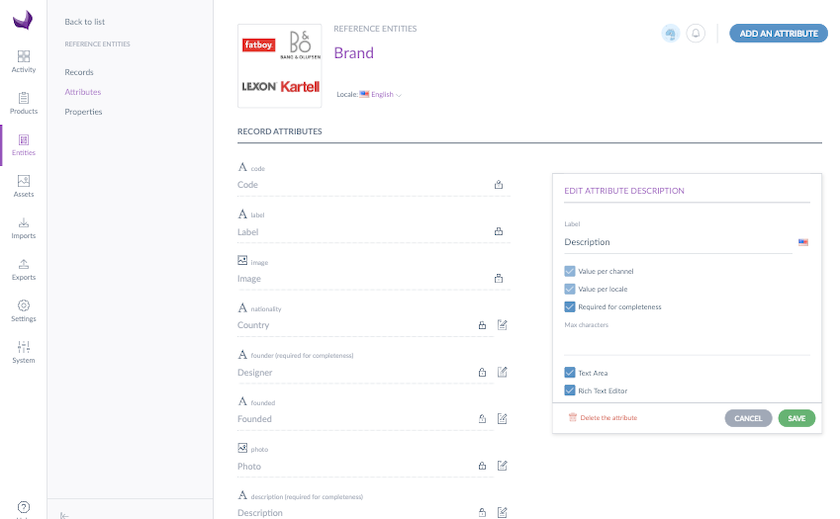 Back to list
REFERENCE ENTITIES
Records
Attributes
Properties
Activity
Products
Entities
Assets
Imports
Exports
Settings
System
fatboy
B&O
BANG & OLUFSEN
LEXON
Kartell
REFERENCE ENTITIES
Brand
Locale: English
ADD AN ATTRIBUTE
RECORD ATTRIBUTES
A code
Code
A label
Label
image
Image
A nationality
Country
A founder (required for completeness)
Designer
A founded
Founded
photo
Photo
A description (required for completeness)
Description
EDIT ATTRIBUTE DESCRIPTION
Label
Description
Value per channel
Value per locale
Required for completeness
Max characters
Text Area
Rich Text Editor
Delete the attribute
CANCEL
SAVE